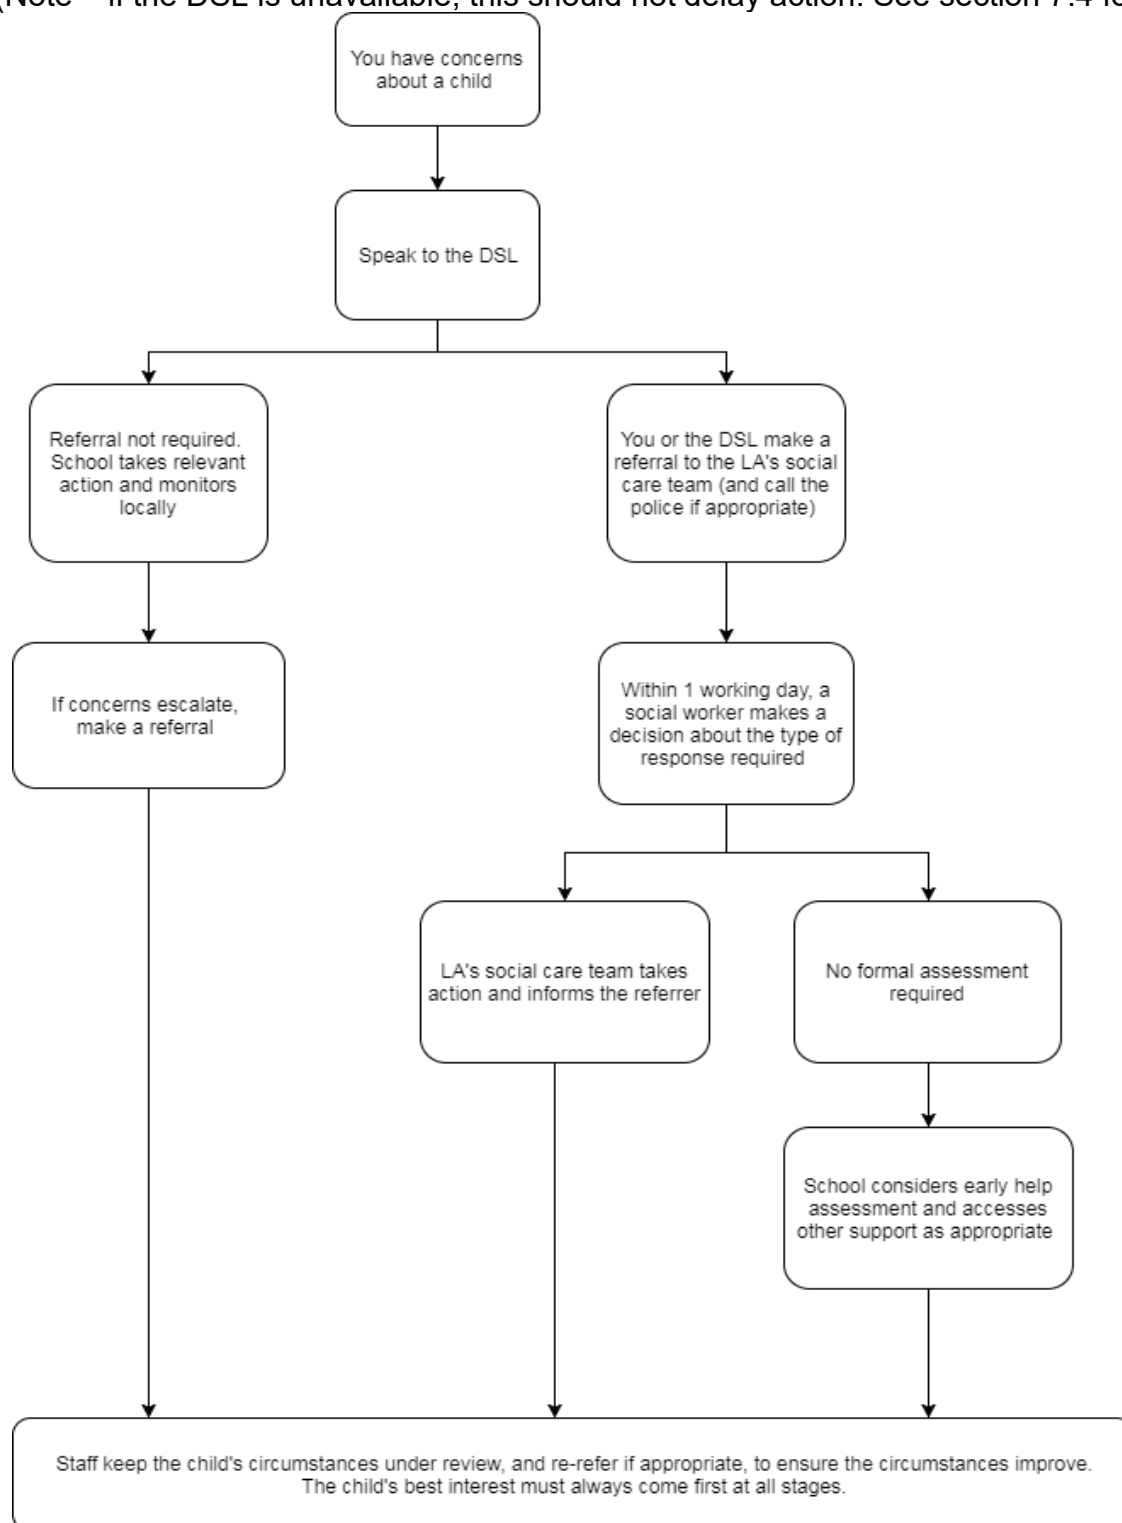 (Note – if the DSL is unavailable, this should not delay action. See section 7.4 fo
You have concerns
about a child
Speak to the DSL
Referral not required.
School takes relevant
action and monitors
locally
You or the DSL make a
referral to the LA's social
care team (and call the
police if appropriate)
If concerns escalate,
make a referral
Within 1 working day, a
social worker makes a
decision about the type of
response required
LA's social care team takes
action and informs the referrer
No formal assessment
required
School considers early help
assessment and accesses
other support as appropriate
Staff keep the child's circumstances under review, and re-refer if appropriate, to ensure the circumstances improve.
The child's best interest must always come first at all stages.